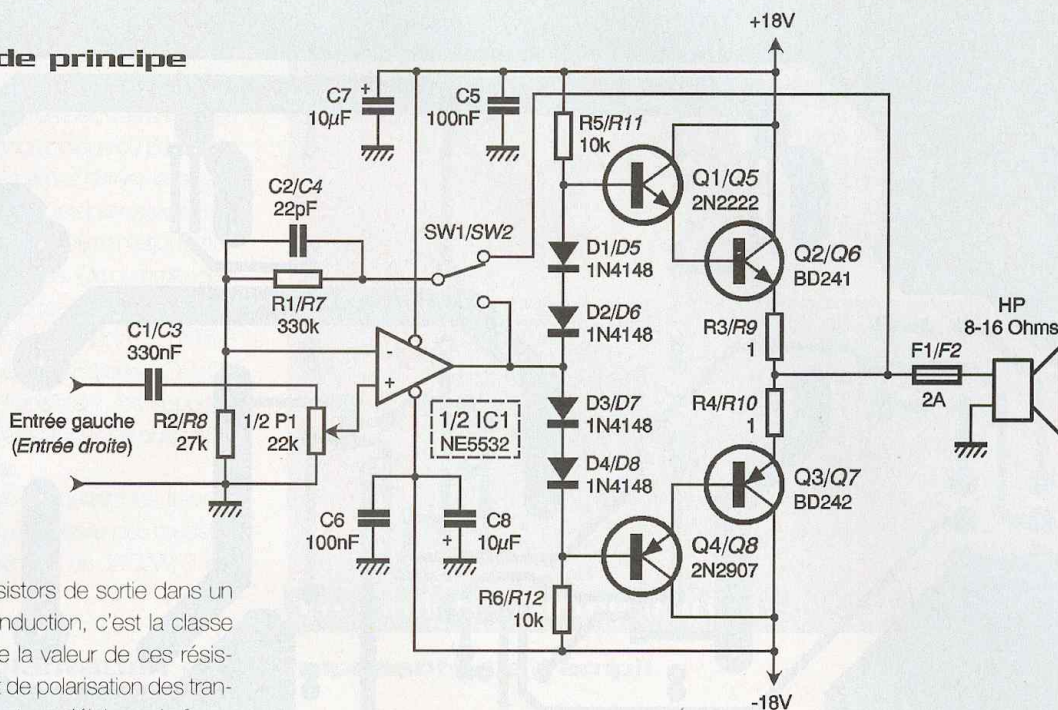 de principe
+18V
C7
+
10µF
C5
100nF
R5/R11
10k
Q1/Q5
2N2222
C2/C4
22pF
SW1/SW2
D1/D5
1N4148
Q2/Q6
BD241
R1/R7
330k
D2/D6
1N4148
HP
8-16 Ohms
C1/C3
330nF
R3/R9
1
F1/F2
2A
-
+
Entrée gauche
(Entrée droite)
R2/R8
27k
1/2 P1
22k
1/2 IC1
NE5532
D3/D7
1N4148
R4/R10
1
D4/D8
1N4148
Q3/Q7
BD242
C6
100nF
C8
+
10µF
Q4/Q8
2N2907
R6/R12
10k
-18V
sistors de sortie dans un
nduction, c'est la classe
e la valeur de ces résis-
t de polarisation des tran-